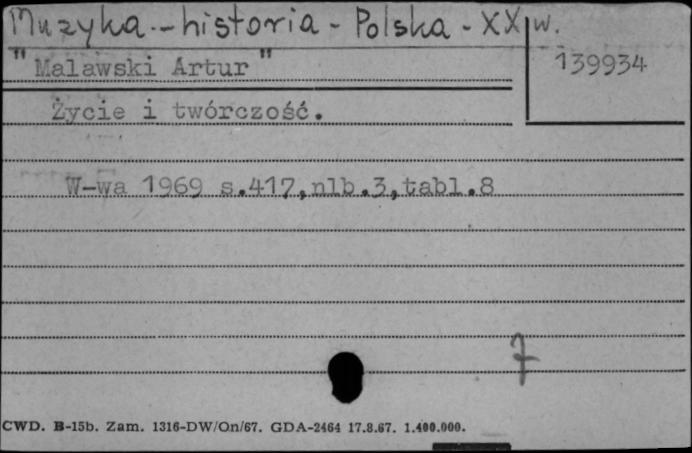 Muzyka - historia - Polska - XX w.
"Malawski Artur"
139934
Życie i twórczość.
W-wa 1969 s.417,nlb.3,tabl.8
7
CWD. B-15b. Zam. 1316-DW/On/67. GDA-2464 17.8.67. 1.400.000.